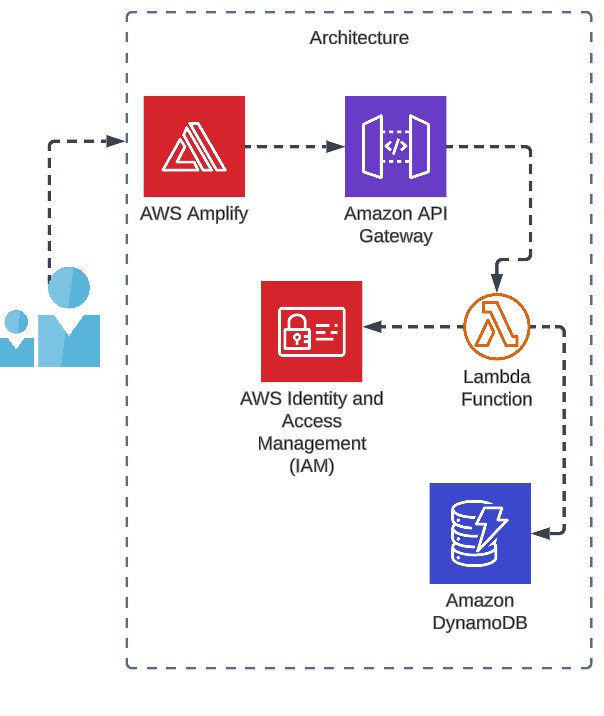 Architecture
AWS Amplify
Amazon API
Gateway
</>
Lambda
Function
AWS Identity and
Access
Management
(IAM)
Amazon
DynamoDB